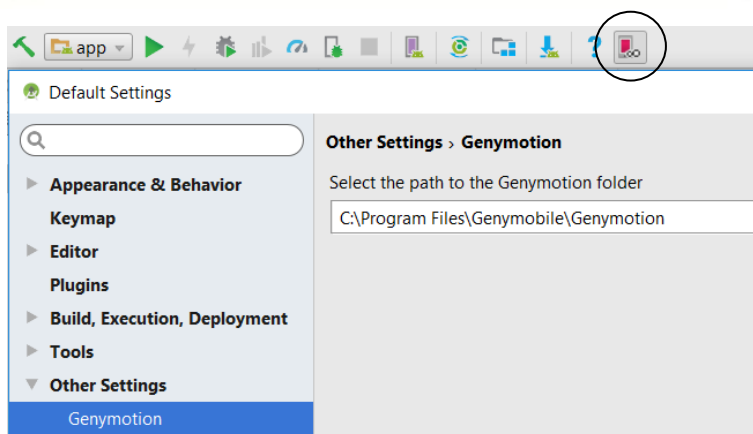 app
?
Default Settings
Other Settings › Genymotion
Appearance & Behavior
Select the path to the Genymotion folder
Keymap
C:\Program Files\Genymobile\Genymotion
Editor
Plugins
Build, Execution, Deployment
Tools
Other Settings
Genymotion